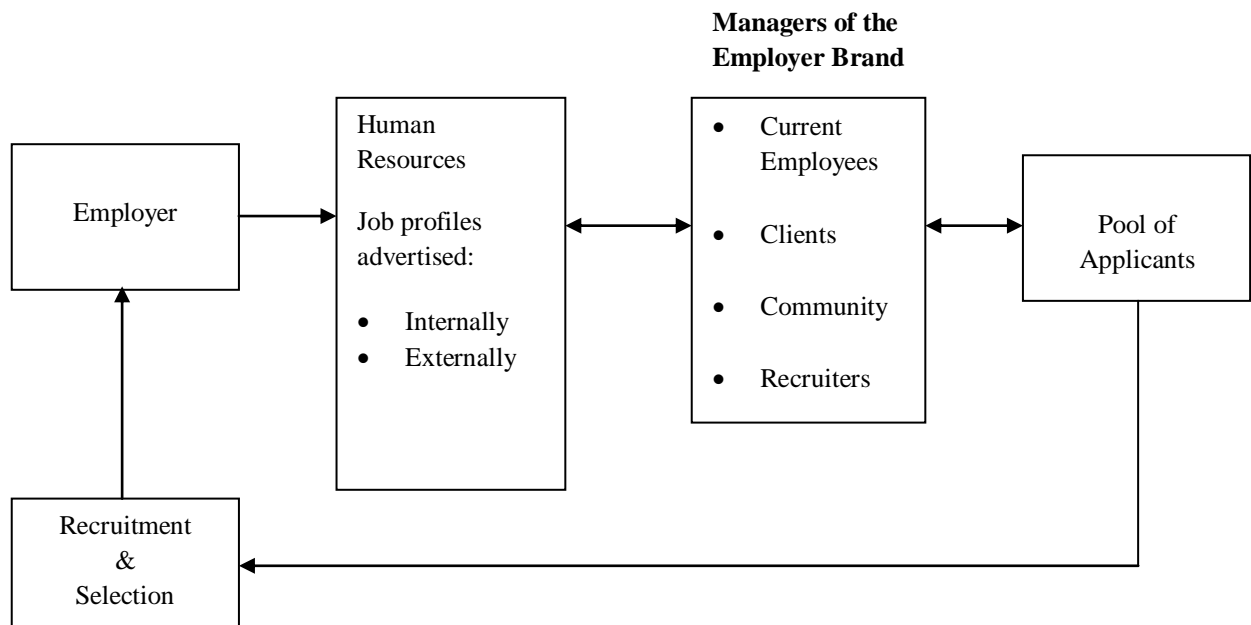 Managers of the
Employer Brand
Employer
Human
Resources
Job profiles
advertised:
• Internally
• Externally
• Current
Employees
• Clients
• Community
• Recruiters
Pool of
Applicants
Recruitment
&
Selection